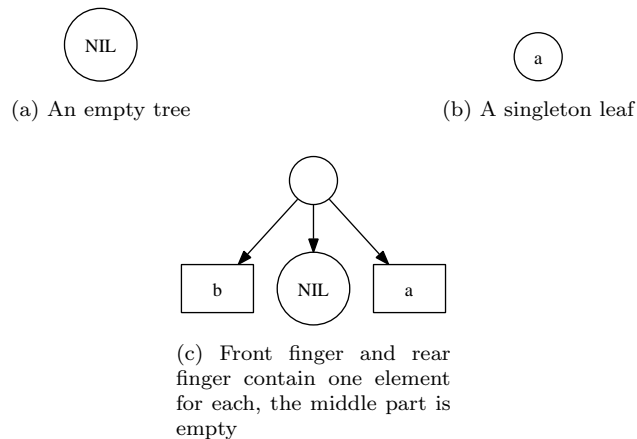 NIL
a
(a) An empty tree
(b) A singleton leaf
b
NIL
a
(c) Front finger and rear
finger contain one element
for each, the middle part is
empty